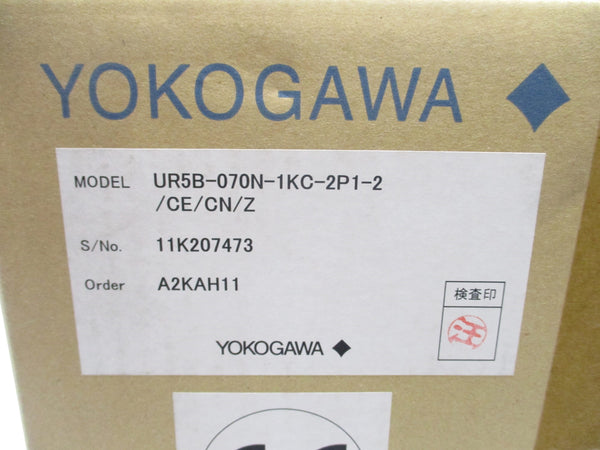 YOKOGAWA
MODEL UR5B-070N-1KC-2P1-2
/CE/CN/Z
S/No. 11K207473
Order A2KAH11
検査印
YOKOGAWA